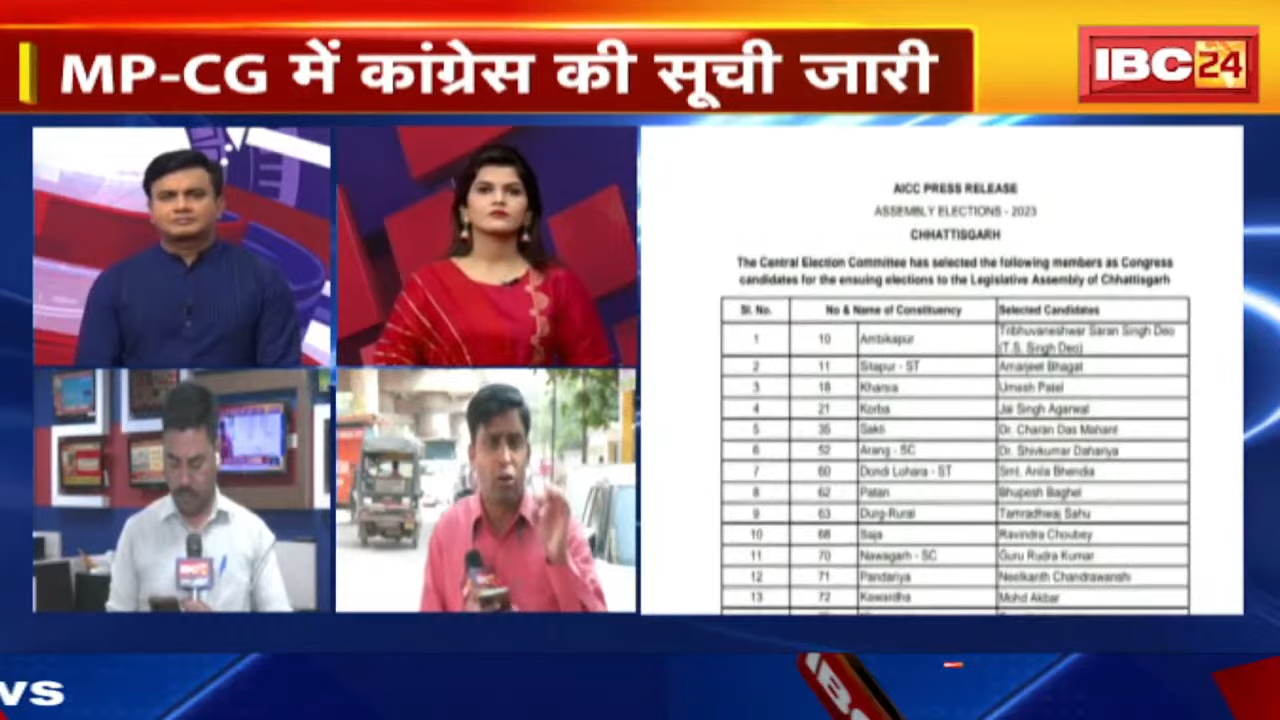 MP-CG में कांग्रेस की सूची जारी
IBC24
AICC PRESS RELEASE
ASSEMBLY ELECTIONS - 2023
CHHATTISGARH
The Central Election Committee has selected the following members as Congress
candidates for the ensuing elections to the Legislative Assembly of Chhattisgarh
Sl. No. No & Name of Constituency Selected Candidates
1 10 Ambikapur Tribhuvaneshwar Saran Singh Deo
(T.S. Singh Deo)
2 11 Sitapur - ST Amarjeet Bhagat
3 18 Kharsia Umesh Patel
4 21 Korba Jai Singh Agarwal
5 35 Sakti Dr. Charan Das Mahant
6 52 Arang - SC Dr. Shivkumar Dahariya
7 60 Dondi Lohara - ST Smt. Anila Bhendia
8 62 Patan Bhupesh Baghel
9 63 Durg-Rural Tamradhwaj Sahu
10 68 Saja Ravindra Choubey
11 70 Nawagarh - SC Guru Rudra Kumar
12 71 Pandariya Neelkanth Chandrawanshi
13 72 Kawardha Mohd Akbar
WS
IBC